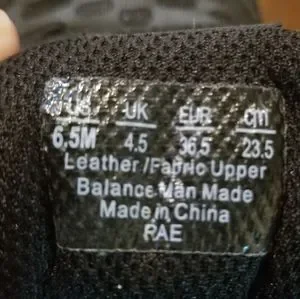 US UK EUR cm
6.5M 4.5 36.5 23.5
Leather/Fabric Upper
Balance Man Made
Made in China
RAE